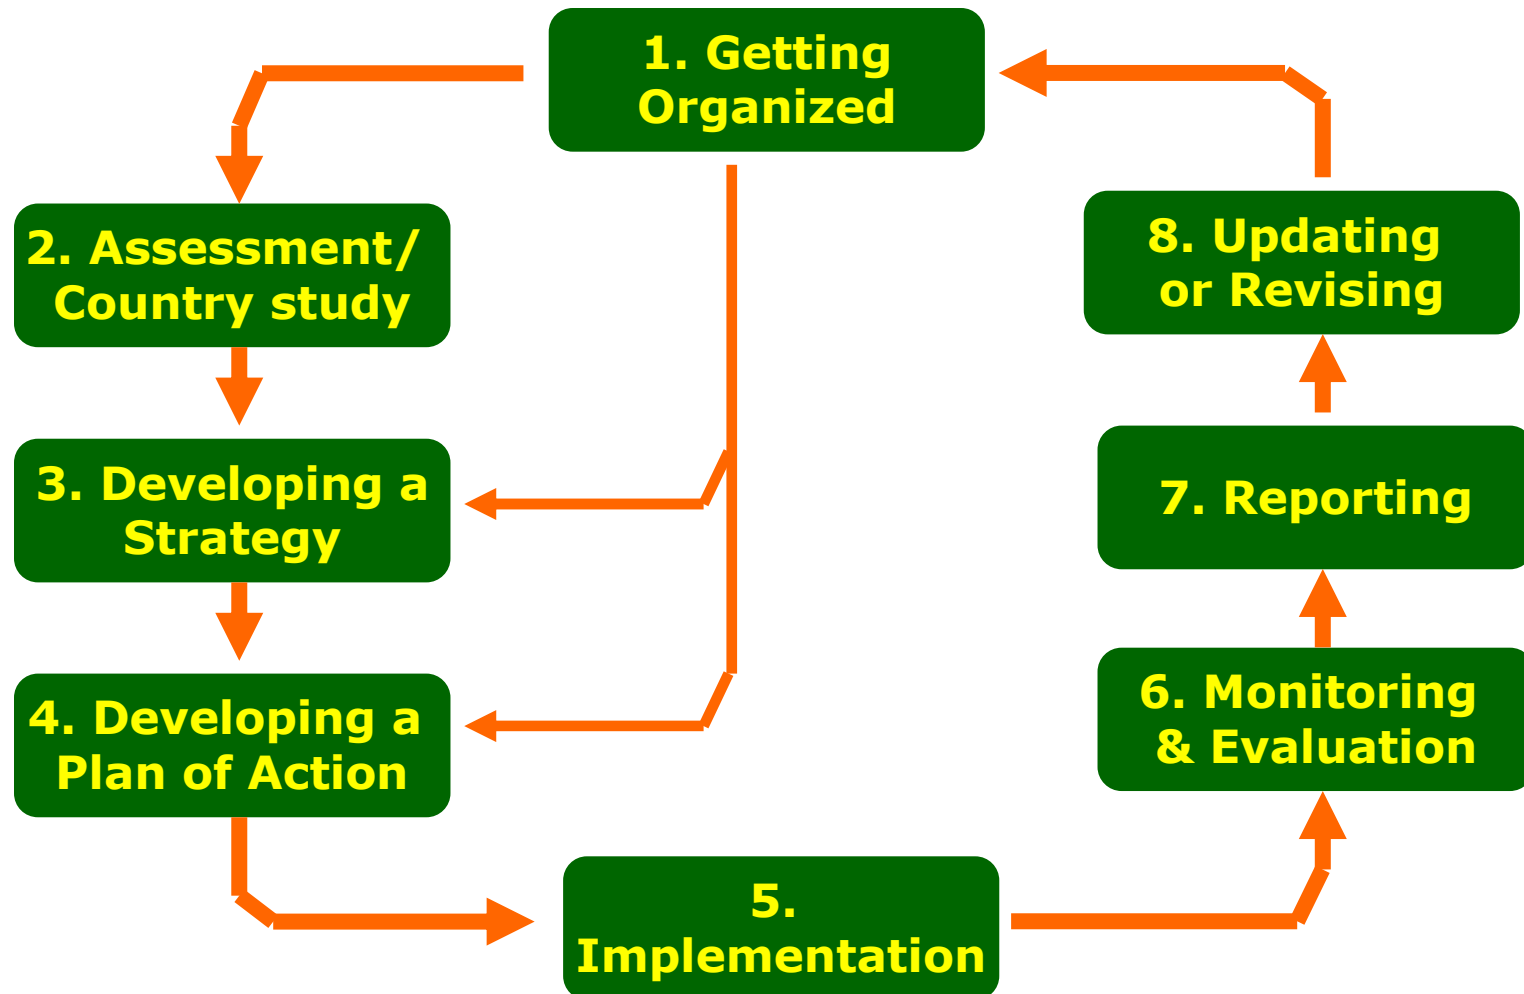 1. Getting
Organized
2. Assessment/
Country study
3. Developing a
Strategy
4. Developing a
Plan of Action
5.
Implementation
6. Monitoring
& Evaluation
7. Reporting
8. Updating
or Revising